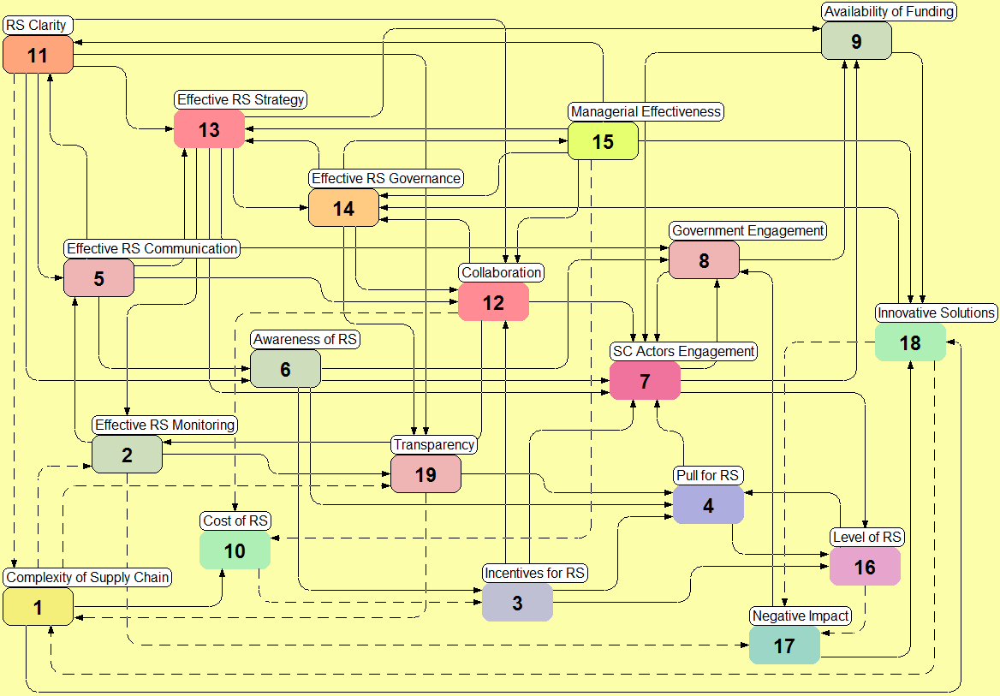 Availability of Funding
9
RS Clarity
11
Effective RS Strategy
13
Managerial Effectiveness
15
Effective RS Governance
14
Government Engagement
8
Effective RS Communication
5
Collaboration
12
Innovative Solutions
18
Awareness of RS
6
SC Actors Engagement
7
Effective RS Monitoring
2
Transparency
19
Pull for RS
4
Cost of RS
10
Level of RS
16
Complexity of Supply Chain
1
Incentives for RS
3
Negative Impact
17